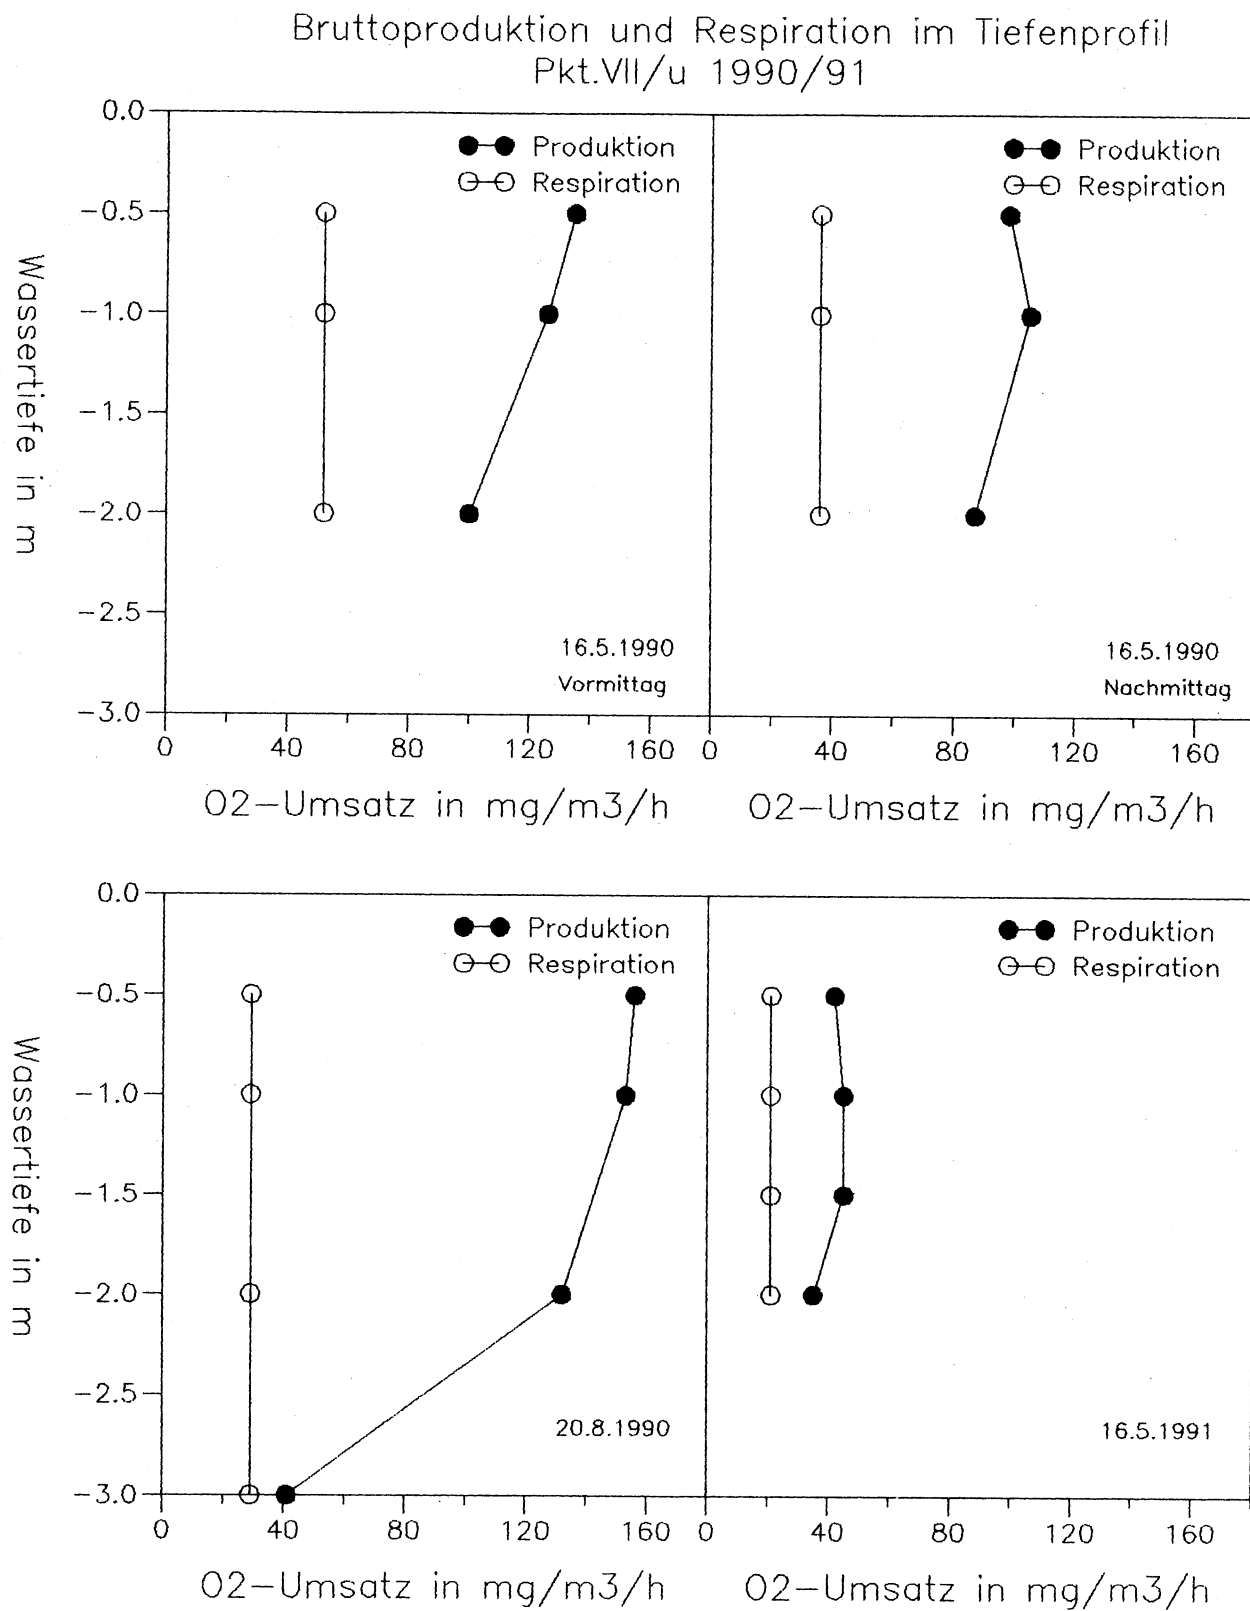 Bruttoproduktion und Respiration im Tiefenprofil
Pkt.VII/u 1990/91
Wassertiefe in m
0.0
−0.5
−1.0
−1.5
−2.0
−2.5
−3.0
Produktion
Respiration
16.5.1990
Vormittag
0 40 80 120 160
O2−Umsatz in mg/m3/h
Produktion
Respiration
16.5.1990
Nachmittag
0 40 80 120 160
O2−Umsatz in mg/m3/h
Wassertiefe in m
0.0
−0.5
−1.0
−1.5
−2.0
−2.5
−3.0
Produktion
Respiration
20.8.1990
0 40 80 120 160
O2−Umsatz in mg/m3/h
Produktion
Respiration
16.5.1991
0 40 80 120 160
O2−Umsatz in mg/m3/h